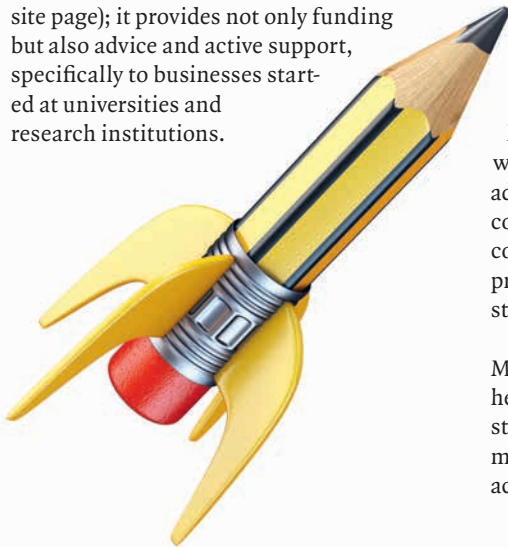 site page); it provides not only funding
but also advice and active support,
specifically to businesses start-
ed at universities and
research institutions.